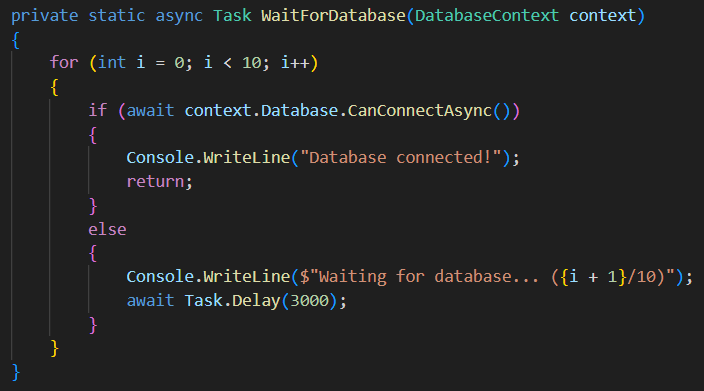 private static async Task WaitForDatabase(DatabaseContext context)
{
    for (int i = 0; i < 10; i++)
    {
        if (await context.Database.CanConnectAsync())
        {
            Console.WriteLine("Database connected!");
            return;
        }
        else
        {
            Console.WriteLine($"Waiting for database... ({i + 1}/10)");
            await Task.Delay(3000);
        }
    }
}